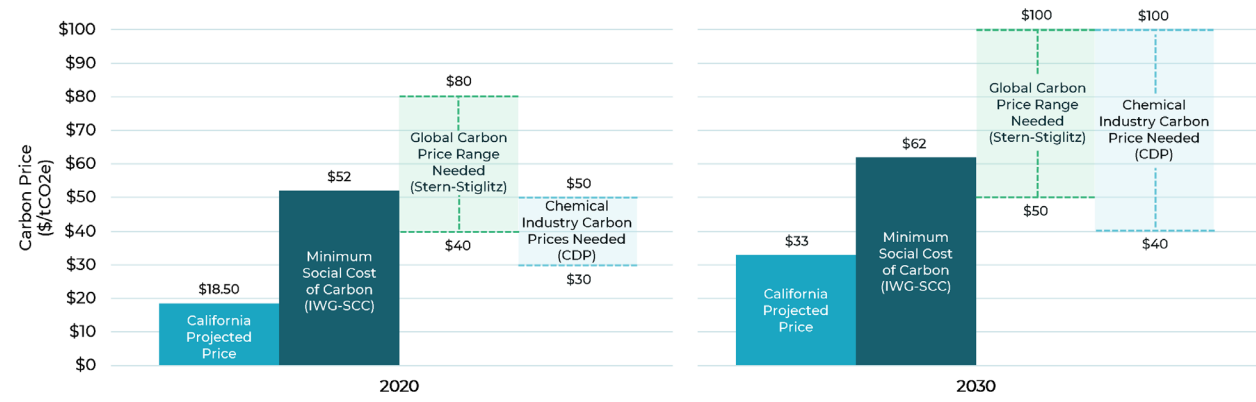 Carbon Price
($/tCO2e)
$100
$90
$80
$70
$60
$50
$40
$30
$20
$10
$0
$18.50
California
Projected
Price
$52
Minimum
Social Cost
of Carbon
(IWG-SCC)
$80
Global Carbon
Price Range
Needed
(Stern-Stiglitz)
$40
$50
Chemical
Industry Carbon
Prices Needed
(CDP)
$30
2020
$33
California
Projected
Price
$62
Minimum
Social Cost
of Carbon
(IWG-SCC)
$100
Global Carbon
Price Range
Needed
(Stern-Stiglitz)
$50
$100
Chemical
Industry Carbon
Price Needed
(CDP)
$40
2030